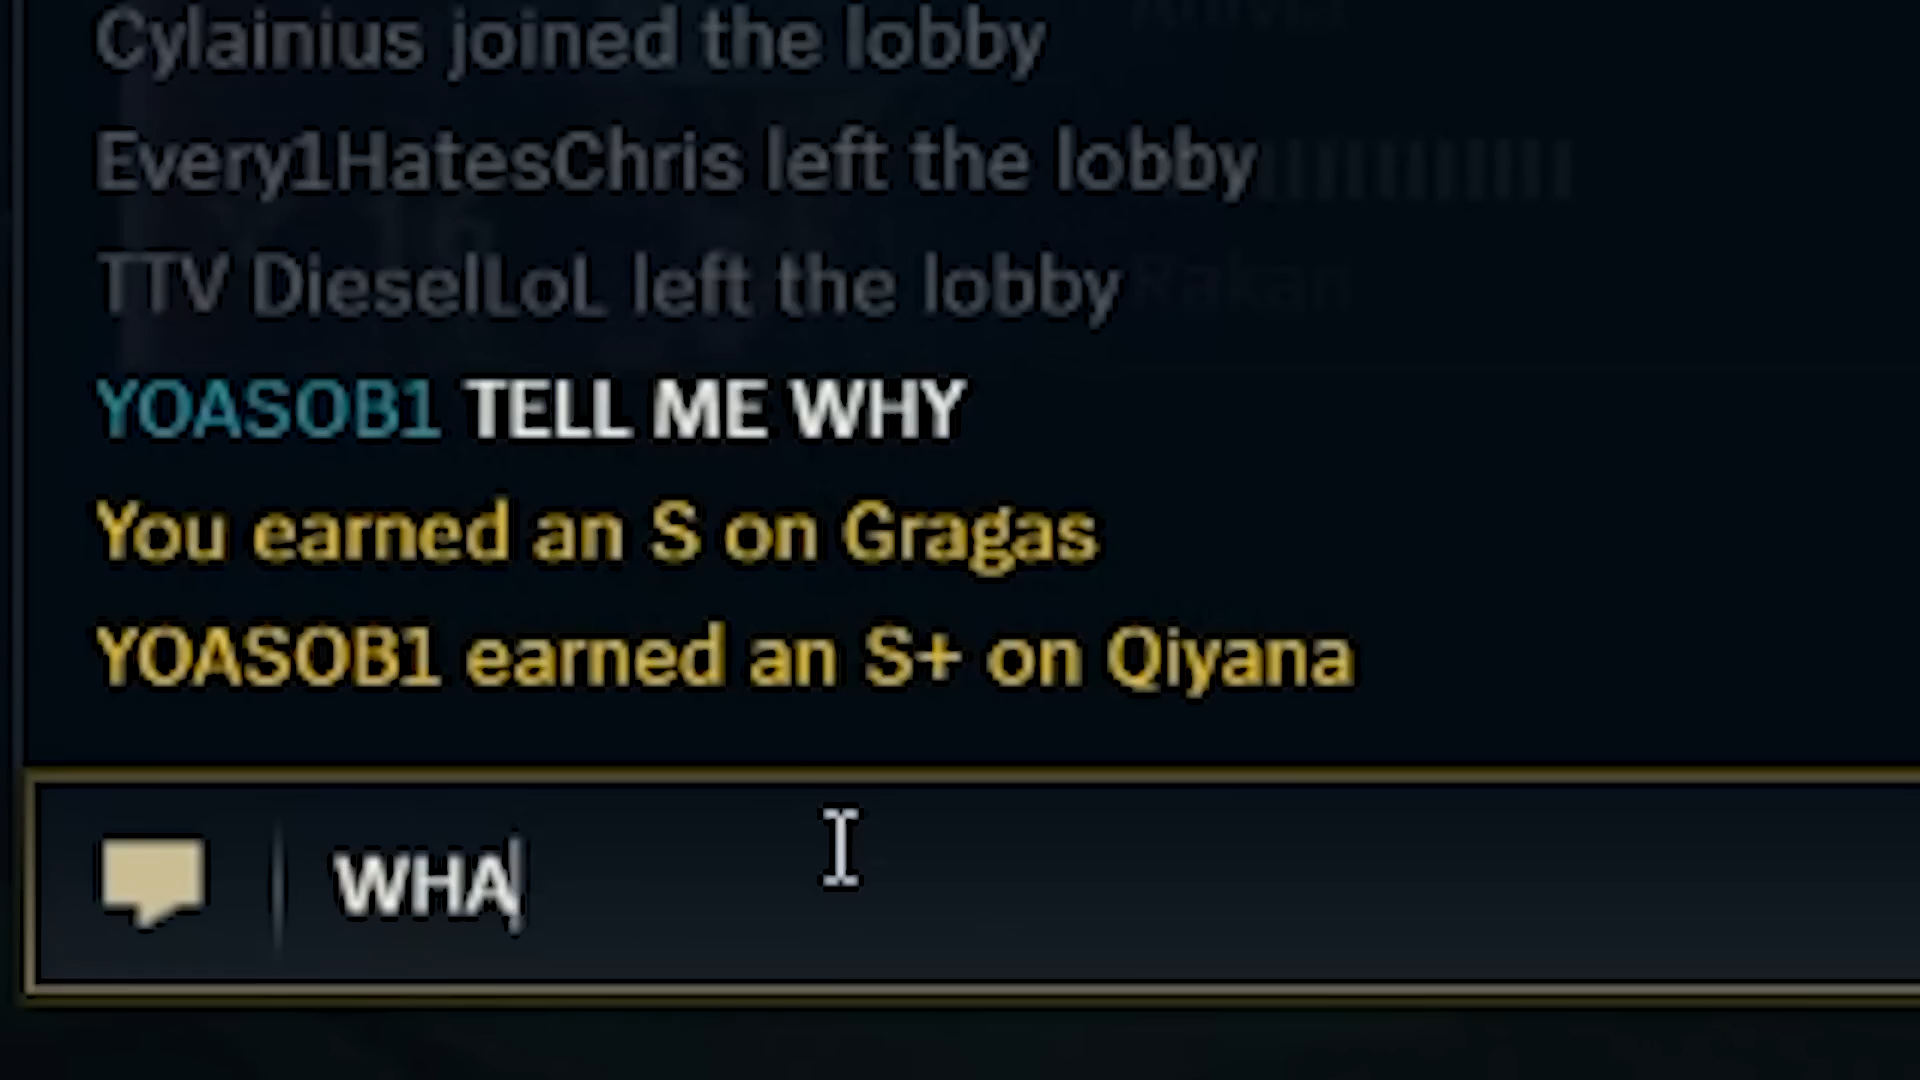 Cylainius joined the lobby
Every1HatesChris left the lobby
TTV DieselLoL left the lobby
Rakan
YOASOB1 TELL ME WHY
You earned an S on Gragas
YOASOB1 earned an S+ on Qiyana
WHA